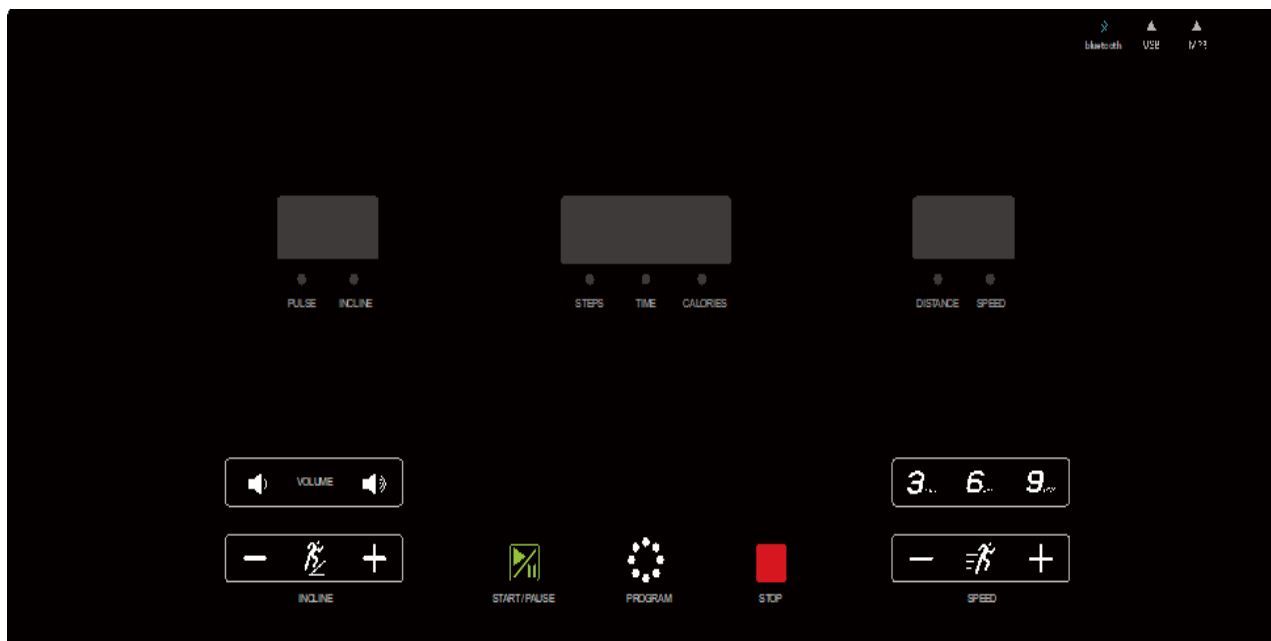 bluetooth USB MP3
PULSE INCLINE STEPS TIME CALORIES DISTANCE SPEED
VOLUME 3 6 9
INCLINE START/PAUSE PROGRAM STOP SPEED